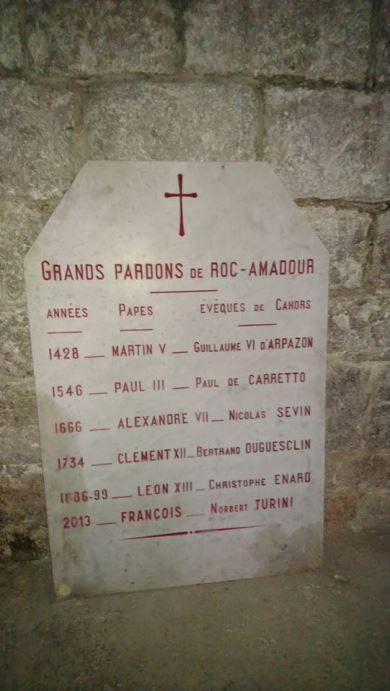 GRANDS PARDONS DE ROC-AMADOUR
ANNÉES PAPES ÉVÊQUES DE CAHORS
1428 — MARTIN V — GUILLAUME VI D'ARPAZON
1546 — PAUL III — PAUL DE CARRETTO
1666 — ALEXANDRE VII — NICOLAS SEVIN
1734 — CLEMENT XII — BERTRAND DUGUESCLIN
1886-99 — LÉON XIII — CHRISTOPHE ENARD
2013 — FRANÇOIS — NORBERT TURINI